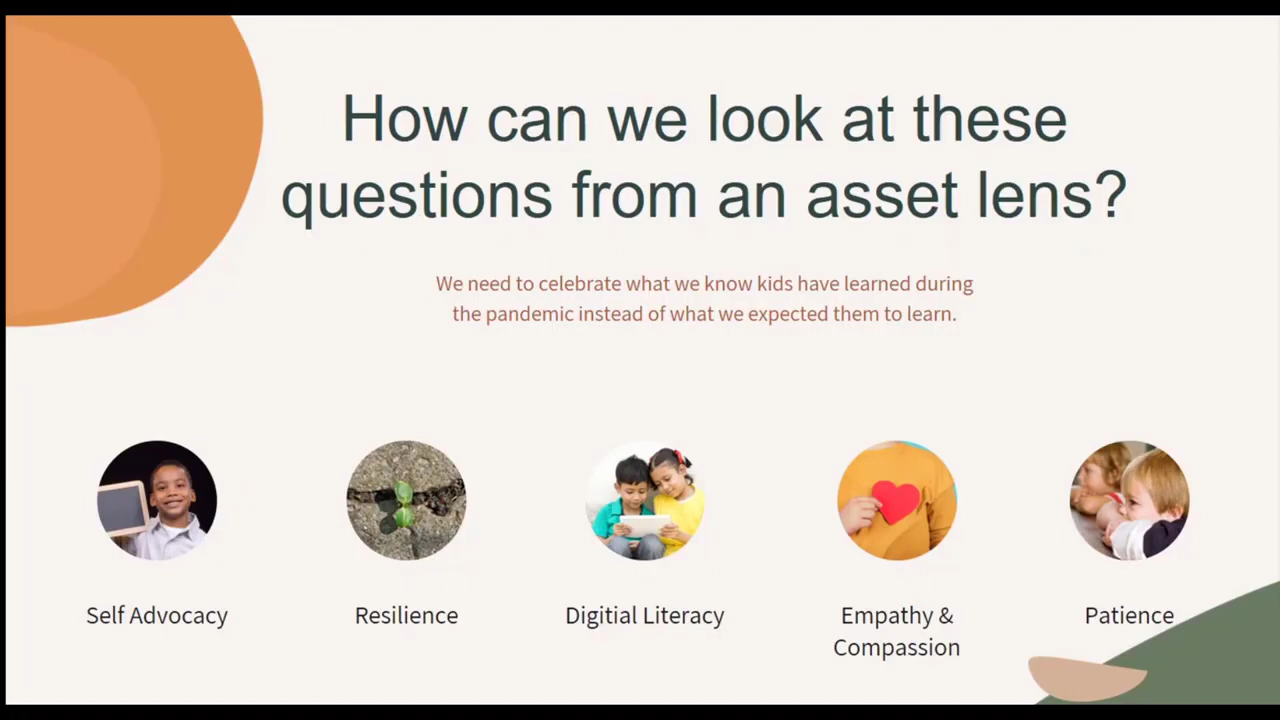 How can we look at these
questions from an asset lens?
We need to celebrate what we know kids have learned during
the pandemic instead of what we expected them to learn.
Self Advocacy
Resilience
Digitial Literacy
Empathy &
Compassion
Patience